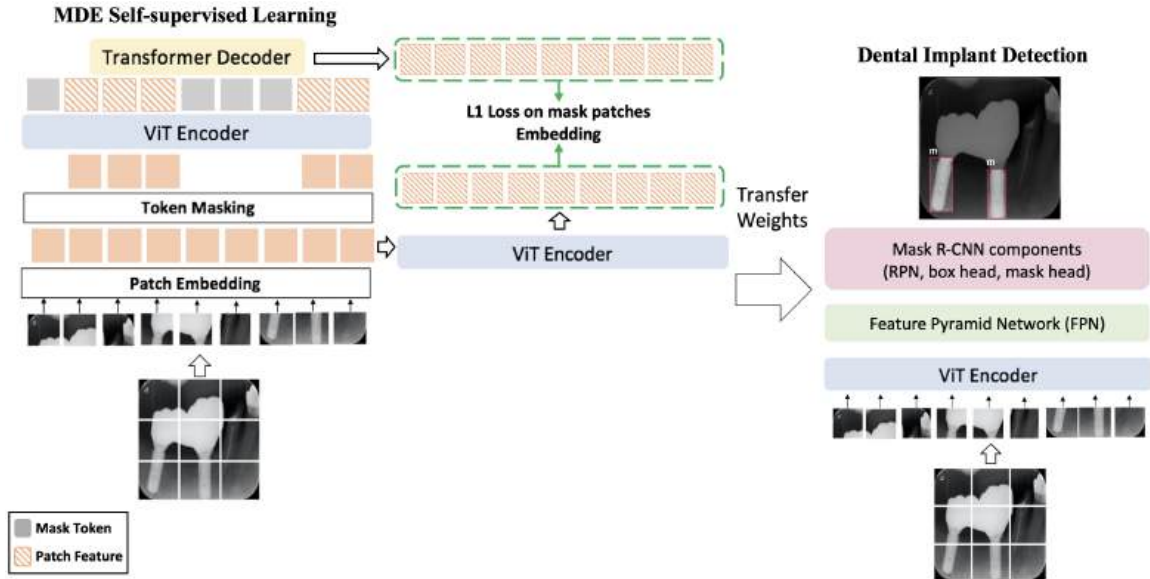 MDE Self-supervised Learning
Transformer Decoder
ViT Encoder
Token Masking
Patch Embedding
L1 Loss on mask patches
Embedding
ViT Encoder
Transfer
Weights
Dental Implant Detection
m
m
Mask R-CNN components
(RPN, box head, mask head)
Feature Pyramid Network (FPN)
ViT Encoder
Mask Token
Patch Feature